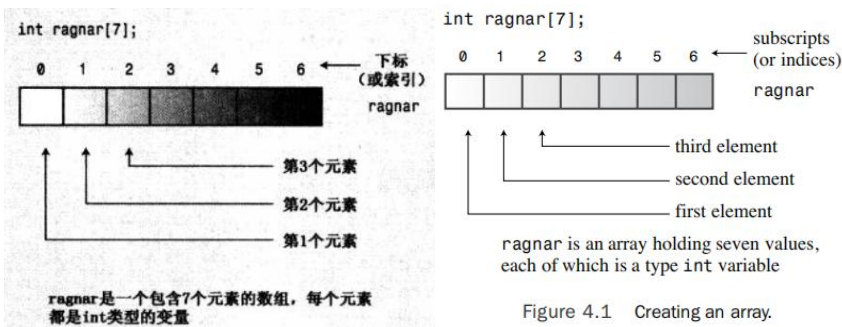 int ragnar[7];
0 1 2 3 4 5 6
下标
(或索引)
ragnar
第3个元素
第2个元素
第1个元素
ragnar是一个包含7个元素的数组，每个元素
都是int类型的变量
int ragnar[7];
0 1 2 3 4 5 6
subscripts
(or indices)
ragnar
third element
second element
first element
ragnar is an array holding seven values,
each of which is a type int variable
Figure 4.1 Creating an array.